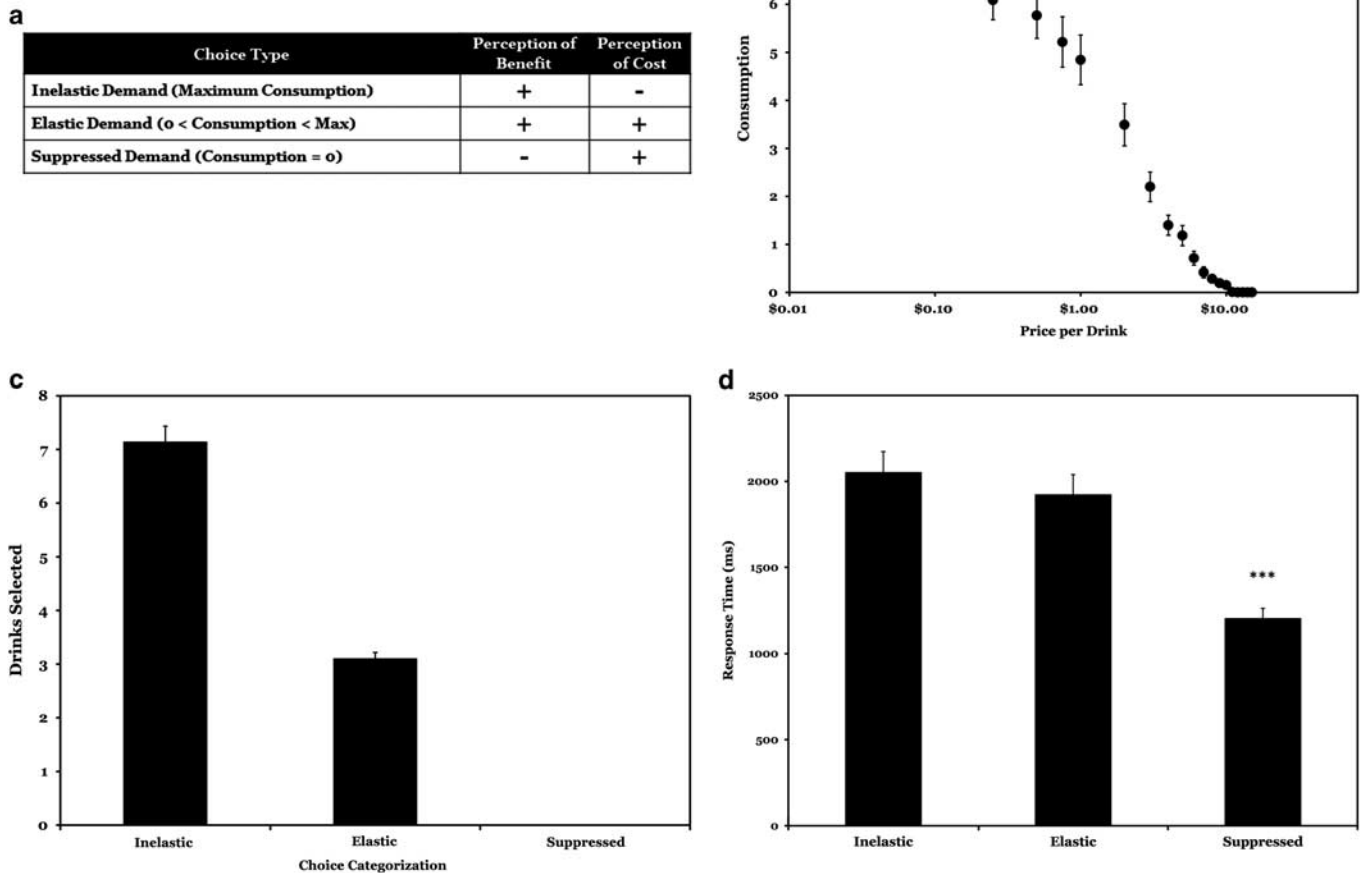 a
Choice Type
Perception of
Benefit
Perception
of Cost
Inelastic Demand (Maximum Consumption)
+
-
Elastic Demand (0 < Consumption < Max)
+
+
Suppressed Demand (Consumption = 0)
-
+
Consumption
6
5
4
3
2
1
0
$0.01
$0.10
$1.00
$10.00
Price per Drink
c
Drinks Selected
8
7
6
5
4
3
2
1
0
Inelastic
Elastic
Suppressed
Choice Categorization
d
Response Time (ms)
2500
2000
1500
1000
500
0
***
Inelastic
Elastic
Suppressed